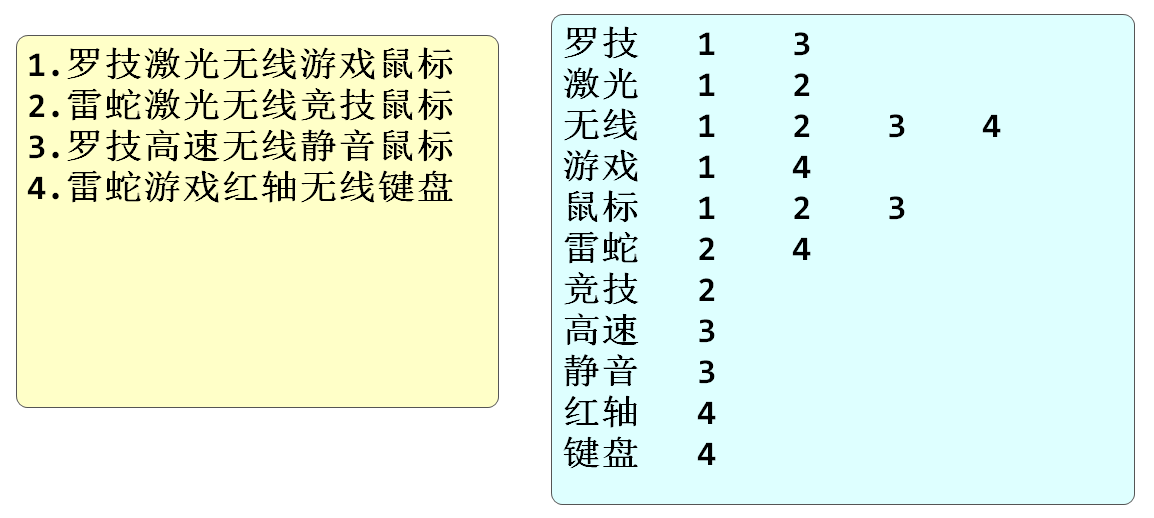 1.罗技激光无线游戏鼠标
2.雷蛇激光无线竞技鼠标
3.罗技高速无线静音鼠标
4.雷蛇游戏红轴无线键盘
罗技 1 3
激光 1 2
无线 1 2 3 4
游戏 1 4
鼠标 1 2 3
雷蛇 2 4
竞技 2
高速 3
静音 3
红轴 4
键盘 4